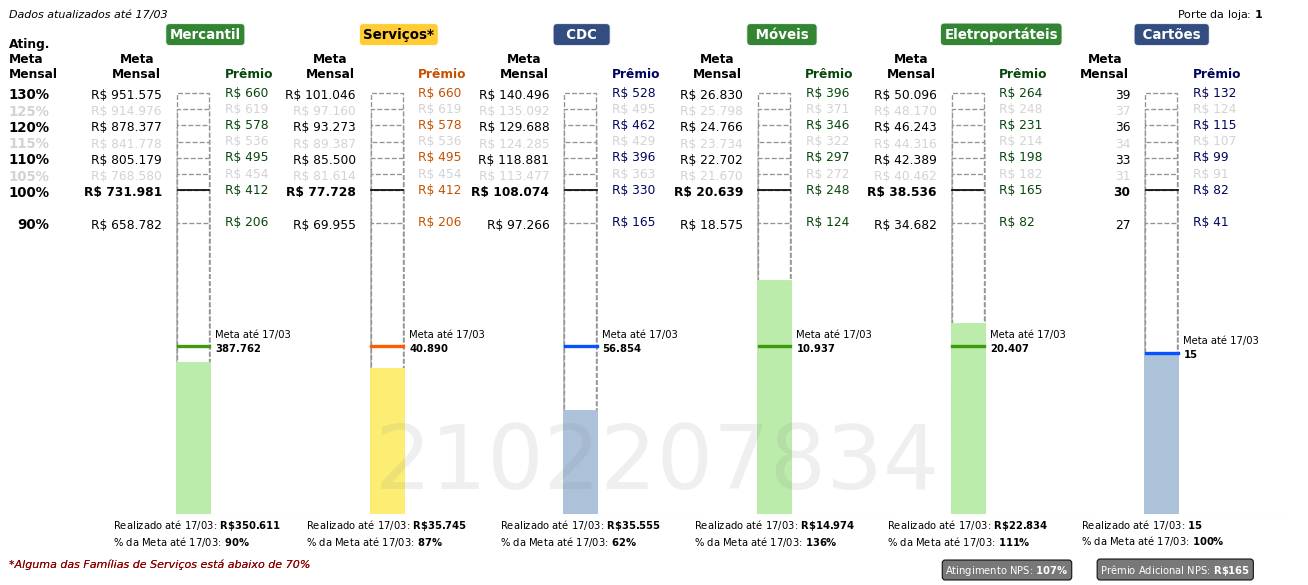 Dados atualizados até 17/03 Porte da loja: 1
Mercantil Serviços* CDC Móveis Eletroportáteis Cartões
Ating. Meta Mensal Meta Mensal Prêmio Meta Mensal Prêmio Meta Mensal Prêmio Meta Mensal Prêmio Meta Mensal Prêmio Meta Mensal Prêmio
130% R$ 951.575 R$ 660 R$ 101.046 R$ 660 R$ 140.496 R$ 528 R$ 26.830 R$ 396 R$ 50.096 R$ 264 39 R$ 132
125% R$ 914.976 R$ 619 R$ 97.160 R$ 619 R$ 135.092 R$ 495 R$ 25.798 R$ 371 R$ 48.170 R$ 248 37 R$ 124
120% R$ 878.377 R$ 578 R$ 93.273 R$ 578 R$ 129.688 R$ 462 R$ 24.766 R$ 346 R$ 46.243 R$ 231 36 R$ 115
115% R$ 841.778 R$ 536 R$ 89.387 R$ 536 R$ 124.285 R$ 429 R$ 23.734 R$ 322 R$ 44.316 R$ 214 34 R$ 107
110% R$ 805.179 R$ 495 R$ 85.500 R$ 495 R$ 118.881 R$ 396 R$ 22.702 R$ 297 R$ 42.389 R$ 198 33 R$ 99
105% R$ 768.580 R$ 454 R$ 81.614 R$ 454 R$ 113.477 R$ 363 R$ 21.670 R$ 272 R$ 40.462 R$ 182 31 R$ 91
100% R$ 731.981 R$ 412 R$ 77.728 R$ 412 R$ 108.074 R$ 330 R$ 20.639 R$ 248 R$ 38.536 R$ 165 30 R$ 82
90% R$ 658.782 R$ 206 R$ 69.955 R$ 206 R$ 97.266 R$ 165 R$ 18.575 R$ 124 R$ 34.682 R$ 82 27 R$ 41
Meta até 17/03 Meta até 17/03 Meta até 17/03 Meta até 17/03 Meta até 17/03 Meta até 17/03
387.762 40.890 56.854 10.937 20.407 15
2102207834
Realizado até 17/03: R$350.611 Realizado até 17/03: R$35.745 Realizado até 17/03: R$35.555 Realizado até 17/03: R$14.974 Realizado até 17/03: R$22.834 Realizado até 17/03: 15
% da Meta até 17/03: 90% % da Meta até 17/03: 87% % da Meta até 17/03: 62% % da Meta até 17/03: 136% % da Meta até 17/03: 111% % da Meta até 17/03: 100%
*Alguma das Famílias de Serviços está abaixo de 70% Atingimento NPS: 107% Prêmio Adicional NPS: R$165